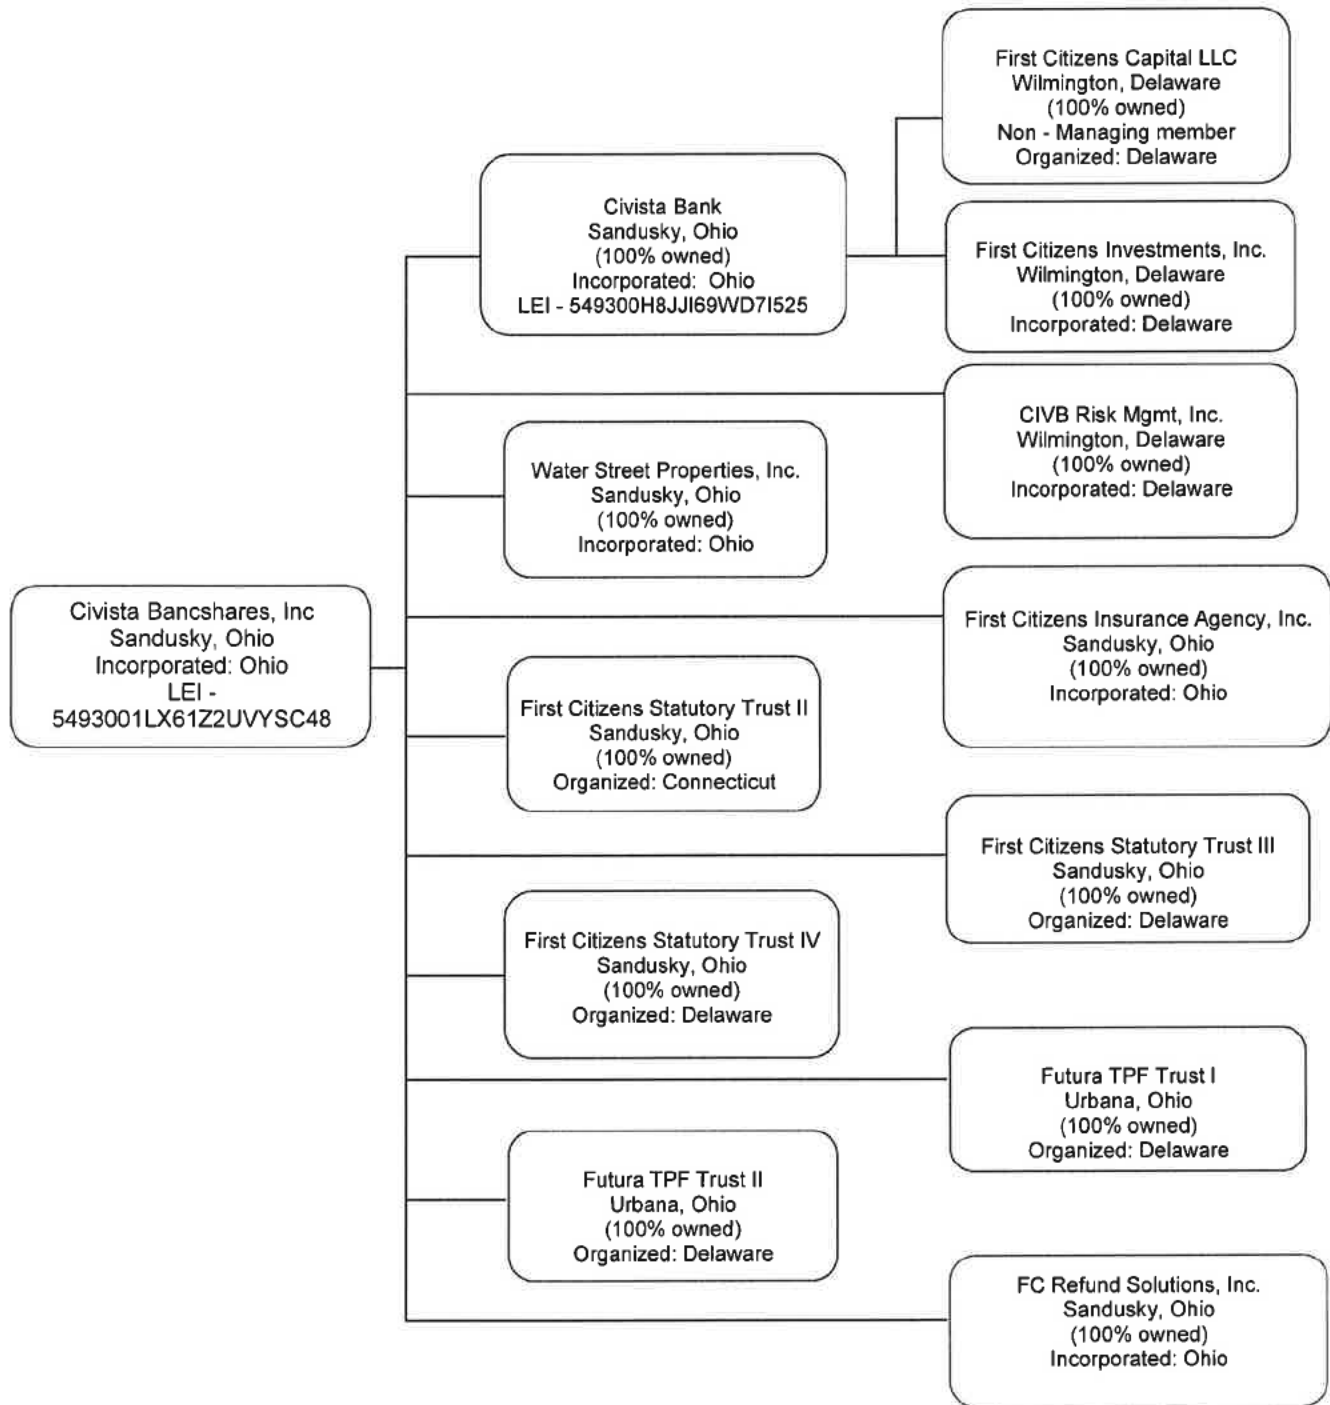 First Citizens Capital LLC
Wilmington, Delaware
(100% owned)
Non - Managing member
Organized: Delaware
Civista Bank
Sandusky, Ohio
(100% owned)
Incorporated: Ohio
LEI - 549300H8JJI69WD7I525
First Citizens Investments, Inc.
Wilmington, Delaware
(100% owned)
Incorporated: Delaware
CIVB Risk Mgmt, Inc.
Wilmington, Delaware
(100% owned)
Incorporated: Delaware
Water Street Properties, Inc.
Sandusky, Ohio
(100% owned)
Incorporated: Ohio
Civista Bancshares, Inc
Sandusky, Ohio
Incorporated: Ohio
LEI -
5493001LX61Z2UVYSC48
First Citizens Insurance Agency, Inc.
Sandusky, Ohio
(100% owned)
Incorporated: Ohio
First Citizens Statutory Trust II
Sandusky, Ohio
(100% owned)
Organized: Connecticut
First Citizens Statutory Trust III
Sandusky, Ohio
(100% owned)
Organized: Delaware
First Citizens Statutory Trust IV
Sandusky, Ohio
(100% owned)
Organized: Delaware
Futura TPF Trust I
Urbana, Ohio
(100% owned)
Organized: Delaware
Futura TPF Trust II
Urbana, Ohio
(100% owned)
Organized: Delaware
FC Refund Solutions, Inc.
Sandusky, Ohio
(100% owned)
Incorporated: Ohio